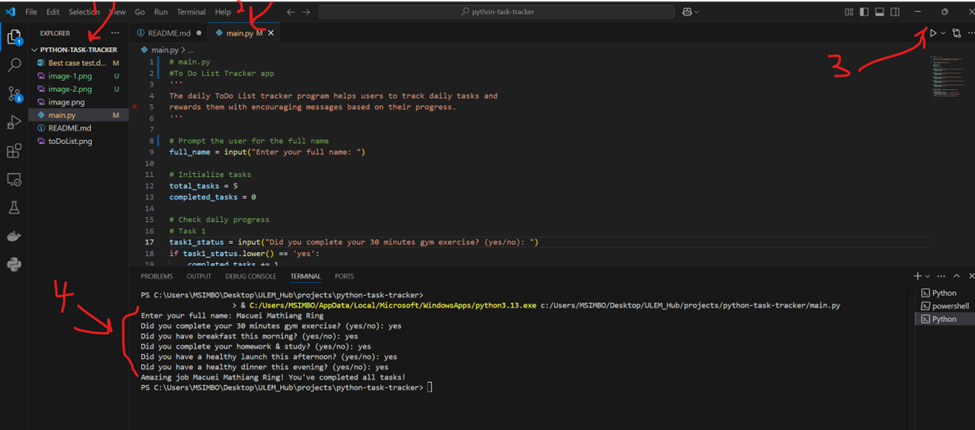 File Edit Selection View Go Run Terminal Help python-task-tracker
EXPLORER
PYTHON-TASK-TRACKER
Best case test.d... M
image-1.png U
image-2.png U
image.png
main.py M
README.md
toDoList.png
1
5
README.md
main.py M
3
main.py > ...
1 # main.py
2 #To Do List Tracker app
3 '''
4 The daily ToDo List tracker program helps users to track daily tasks and
5 rewards them with encouraging messages based on their progress.
6 '''
7
8 # Prompt the user for the full name
9 full_name = input("Enter your full name: ")
10
11 # Initialize tasks
12 total_tasks = 5
13 completed_tasks = 0
14
15 # Check daily progress
16 # Task 1
17 task1_status = input("Did you complete your 30 minutes gym exercise? (yes/no): ")
18 if task1_status.lower() == 'yes':
completed_tasks += 1
PROBLEMS OUTPUT DEBUG CONSOLE TERMINAL PORTS
Python
powershell
Python
4
PS C:\Users\MSIMBO\Desktop\ULEM_Hub\projects\python-task-tracker>
> & C:/Users/MSIMBO/AppData/Local/Microsoft/WindowsApps/python3.13.exe c:/Users/MSIMBO/Desktop/ULEM_Hub/projects/python-task-tracker/main.py
Enter your full name: Macuei Mathiang Ring
Did you complete your 30 minutes gym exercise? (yes/no): yes
Did you have breakfast this morning? (yes/no): yes
Did you complete your homework & study? (yes/no): yes
Did you have a healthy launch this afternoon? (yes/no): yes
Did you have a healthy dinner this evening? (yes/no): yes
Amazing job Macuei Mathiang Ring! You've completed all tasks!
PS C:\Users\MSIMBO\Desktop\ULEM_Hub\projects\python-task-tracker>